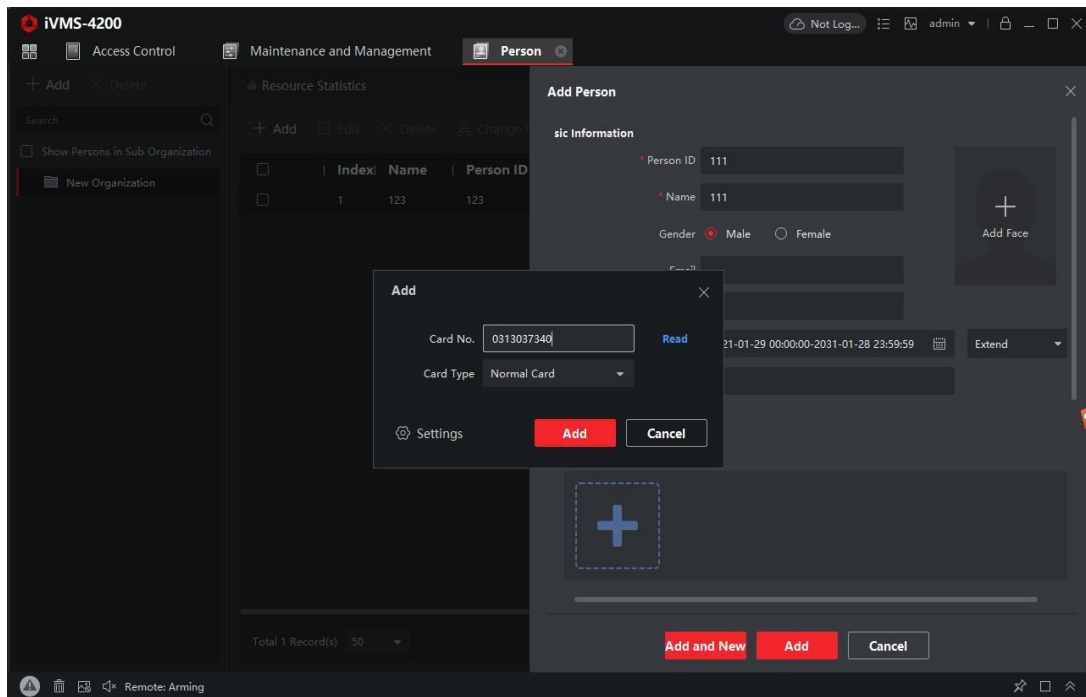 iVMS-4200
Not Log...
admin
Access Control
Maintenance and Management
Person
Add
Delete
Resource Statistics
Add Person
Search
Add
Edit
Delete
Change
sic Information
Show Persons in Sub Organization
New Organization
Index
Name
Person ID
1
123
123
* Person ID
111
* Name
111
Gender
Male
Female
Add Face
Email
21-01-29 00:00:00-2031-01-28 23:59:59
Extend
Add
Card No.
0313037340
Read
Card Type
Normal Card
Settings
Add
Cancel
Total 1 Record(s)
50
Add and New
Add
Cancel
Remote: Arming